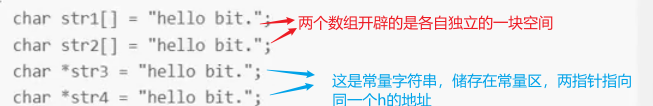 char str1[] = "hello bit.";
两个数组开辟的是各自独立的一块空间
char str2[] = "hello bit.";
char *str3 = "hello bit.";
这是常量字符串，储存在常量区，两指针指向
同一个h的地址
char *str4 = "hello bit.";